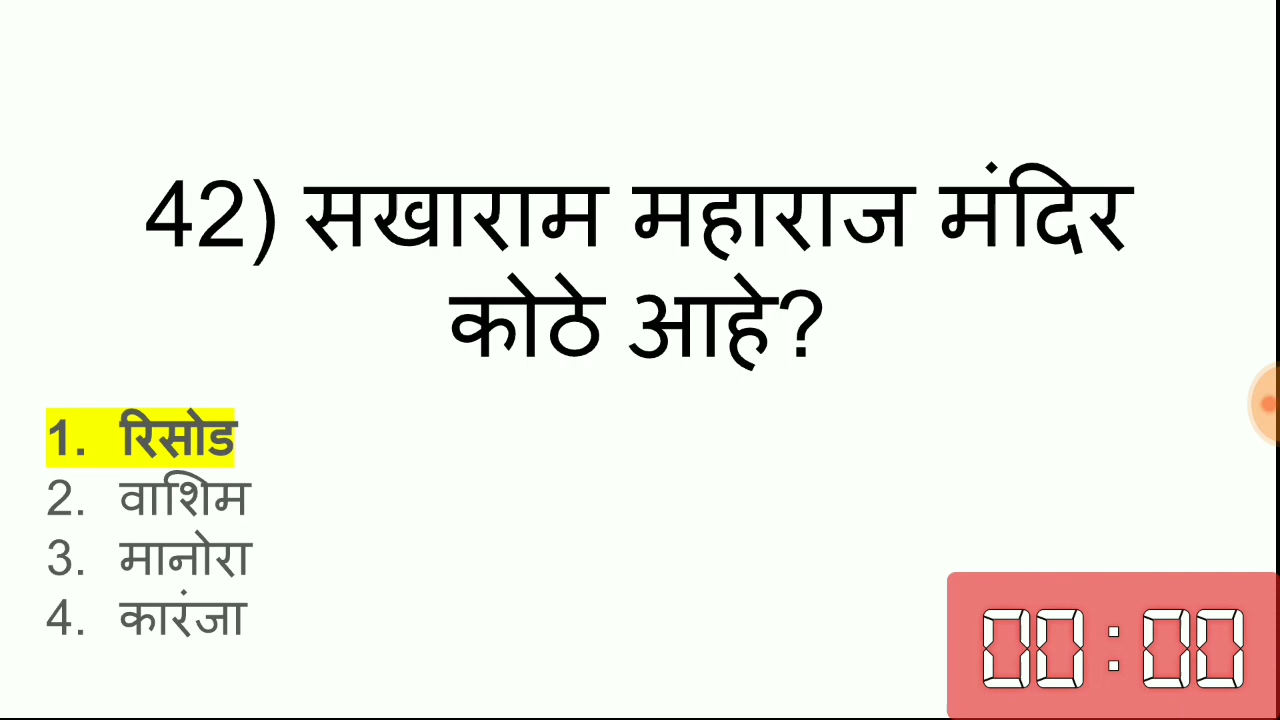 42) सखाराम महाराज मंदिर
कोठे आहे?
1. रिसोड
2. वाशिम
3. मानोरा
4. कारंजा
00:00